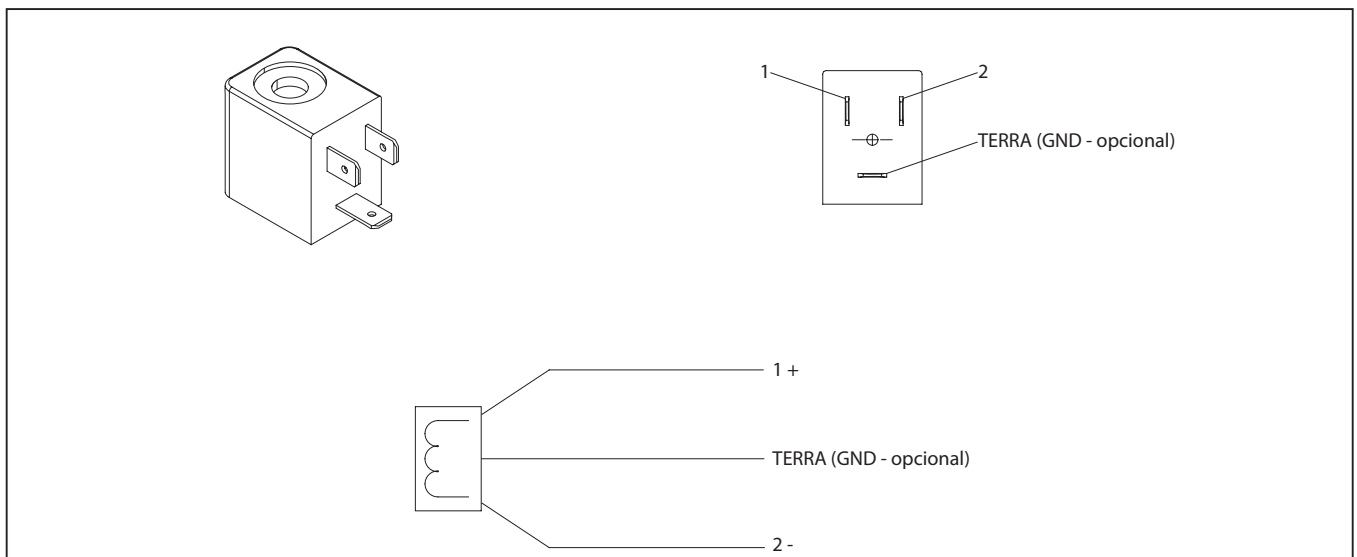 1
2
TERRA (GND - opcional)
1 +
TERRA (GND - opcional)
2 -